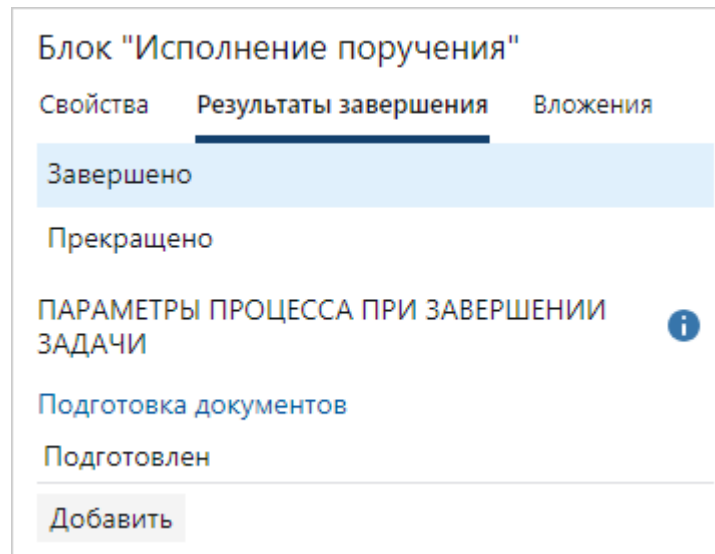 Блок "Исполнение поручения"
Свойства Результаты завершения Вложения
Завершено
Прекращено
ПАРАМЕТРЫ ПРОЦЕССА ПРИ ЗАВЕРШЕНИИ
ЗАДАЧИ
Подготовка документов
Подготовлен
Добавить